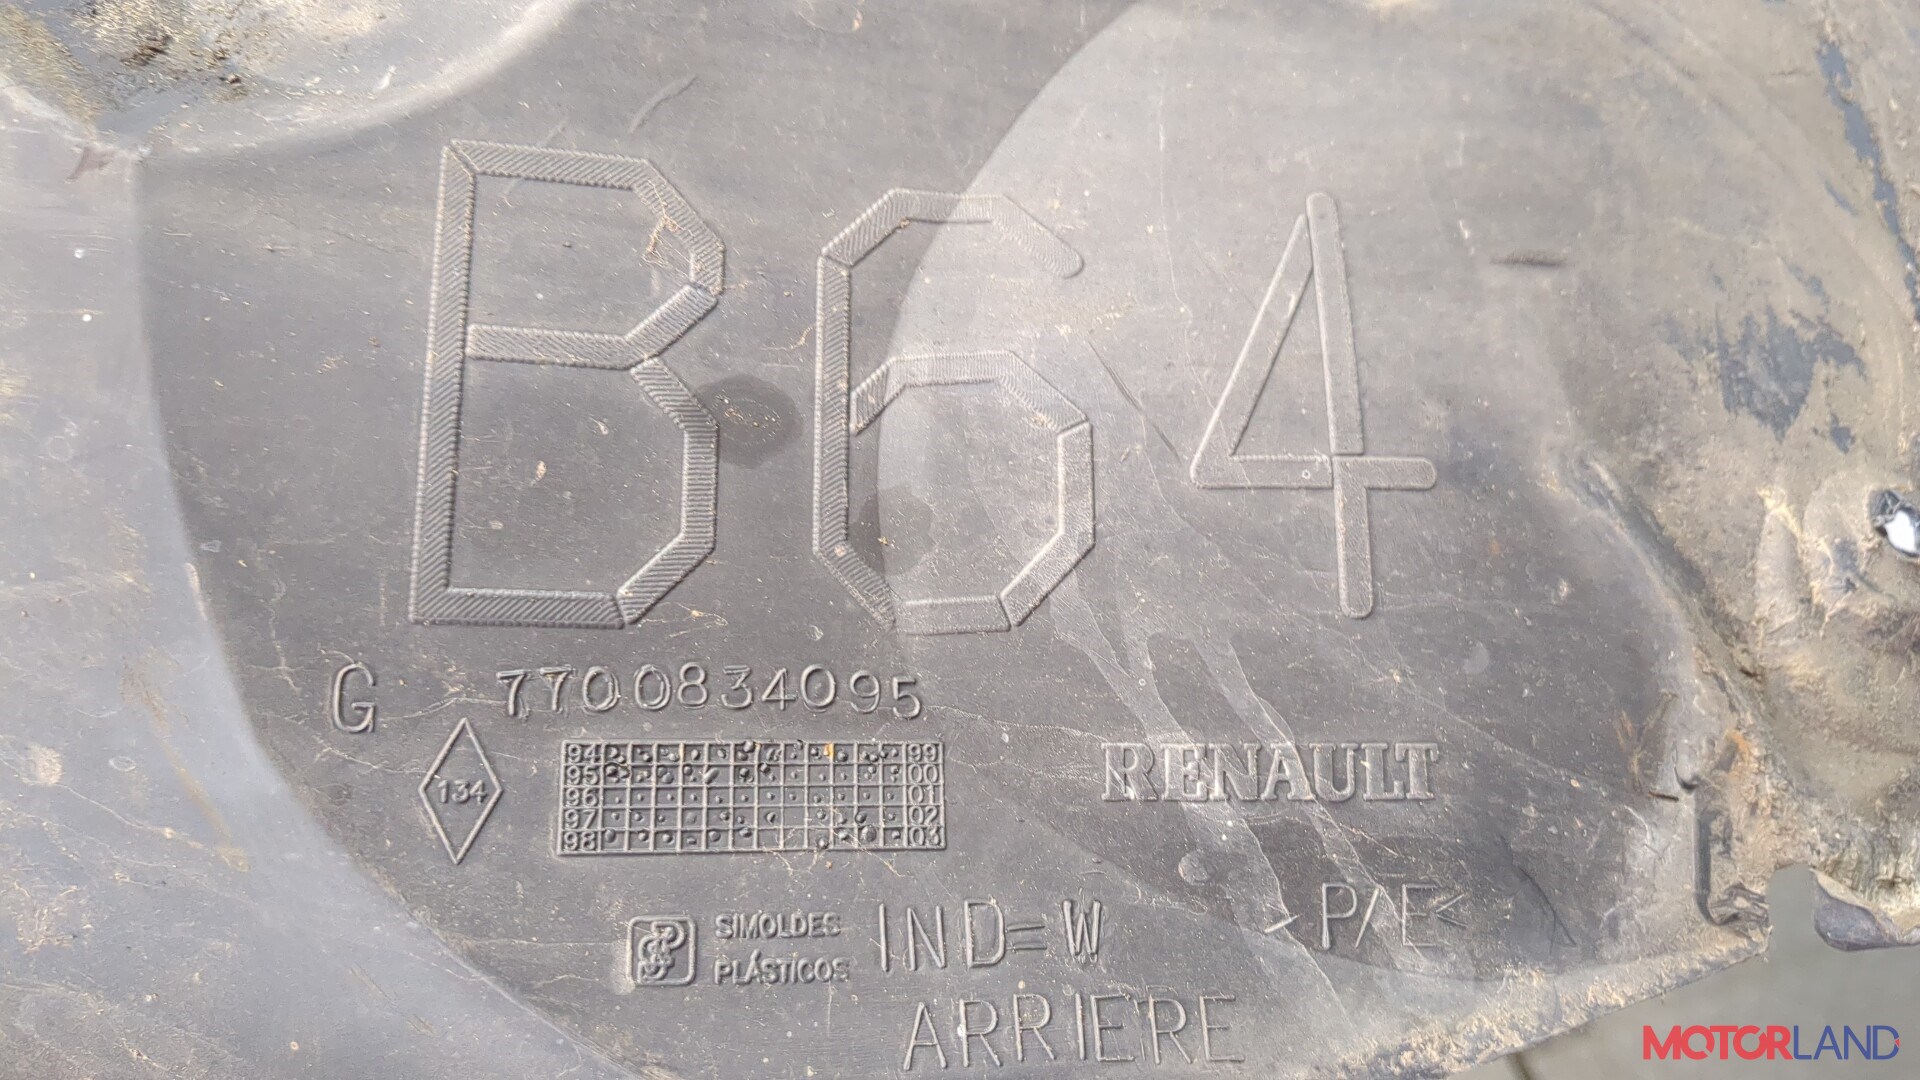 B64
G 7700834095
134
94 99
95 00
96 01
97 02
98 03
RENAULT
SIMOLDES
PLÁSTICOS
IND=W
>P/E<
ARRIERE
MOTORLAND